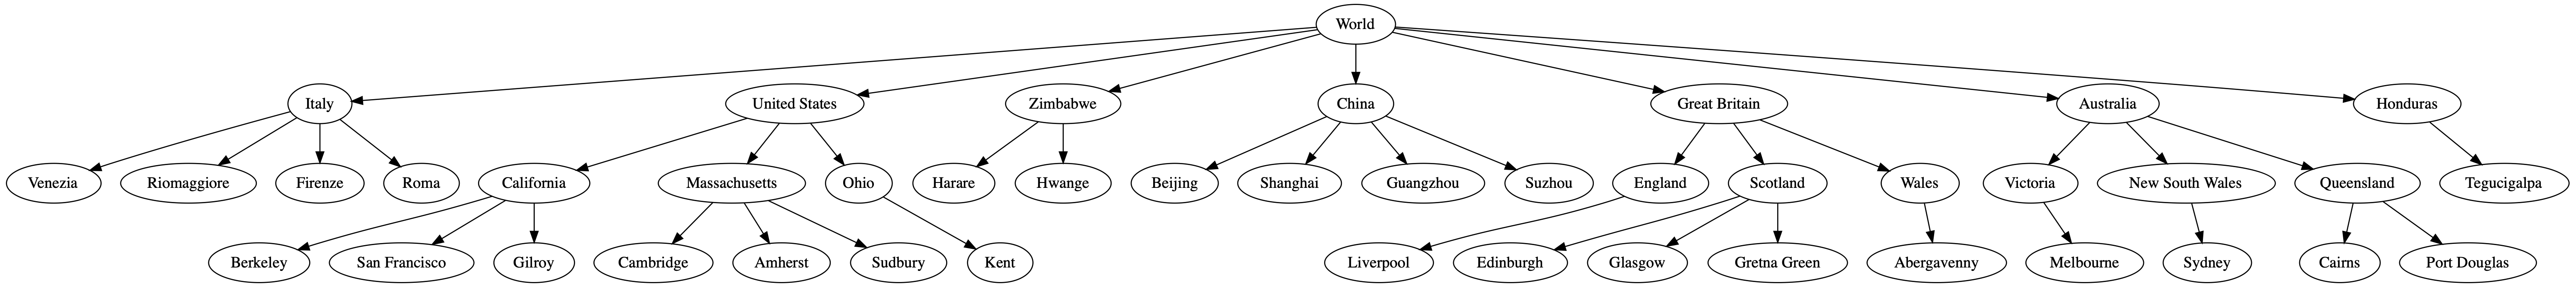 World
Italy
United States
Zimbabwe
China
Great Britain
Australia
Honduras
Venezia
Riomaggiore
Firenze
Roma
California
Massachusetts
Ohio
Harare
Hwange
Beijing
Shanghai
Guangzhou
Suzhou
England
Scotland
Wales
Victoria
New South Wales
Queensland
Tegucigalpa
Berkeley
San Francisco
Gilroy
Cambridge
Amherst
Sudbury
Kent
Liverpool
Edinburgh
Glasgow
Gretna Green
Abergavenny
Melbourne
Sydney
Cairns
Port Douglas